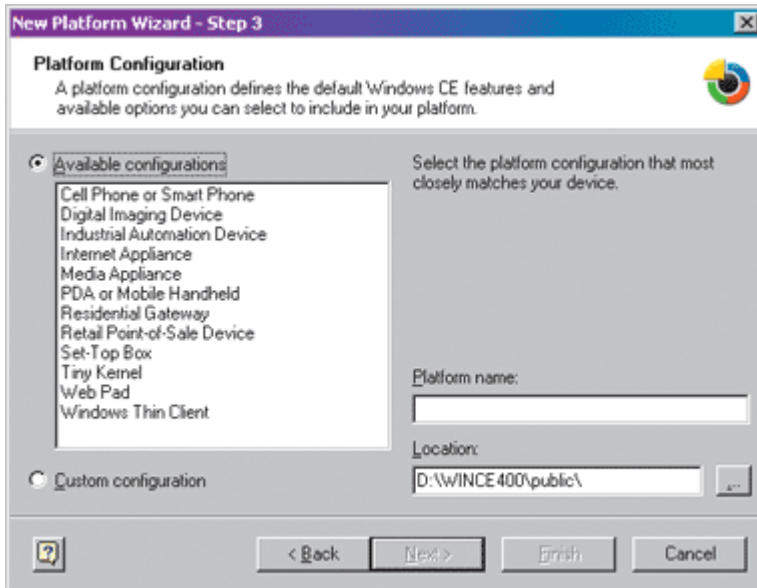 New Platform Wizard - Step 3
Platform Configuration
A platform configuration defines the default Windows CE features and
available options you can select to include in your platform.
Available configurations
Cell Phone or Smart Phone
Digital Imaging Device
Industrial Automation Device
Internet Appliance
Media Appliance
PDA or Mobile Handheld
Residential Gateway
Retail Point-of-Sale Device
Set-Top Box
Tiny Kernel
Web Pad
Windows Thin Client
Custom configuration
Select the platform configuration that most
closely matches your device.
Platform name:
Location:
D:\WINCE400\public\
...
< Back
Next >
Finish
Cancel